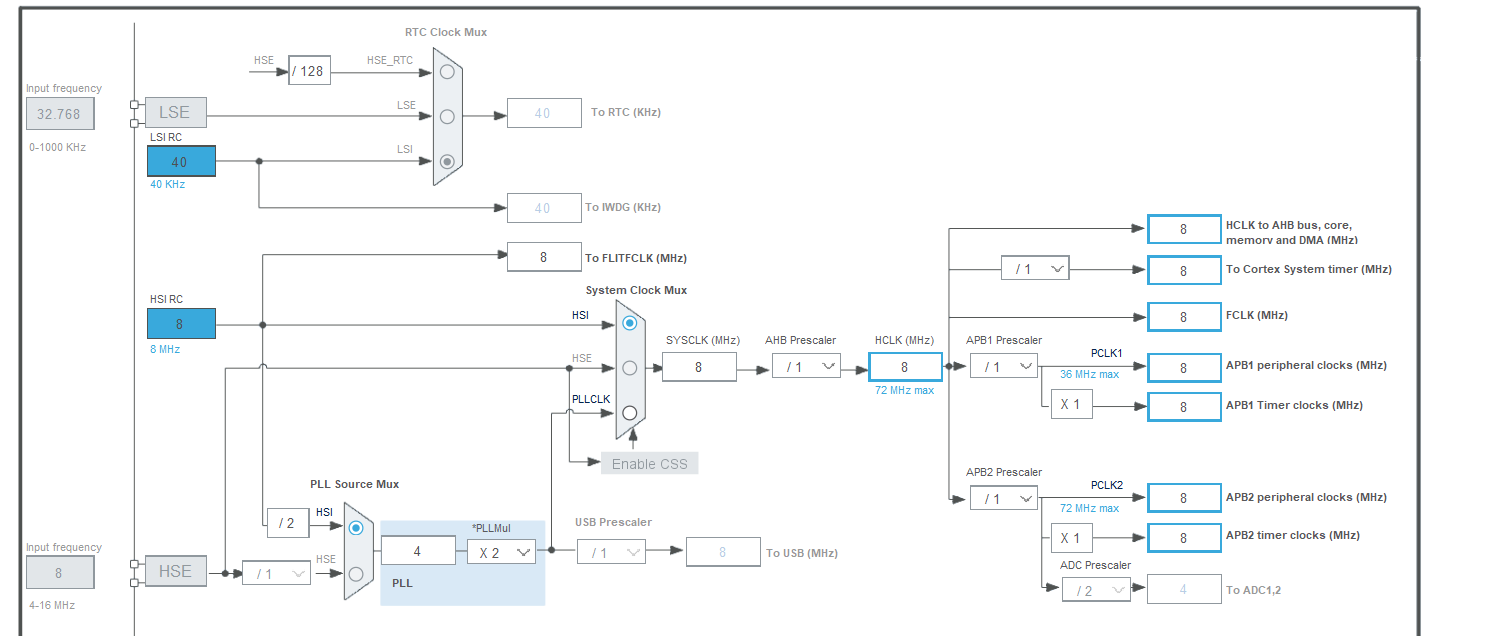 RTC Clock Mux
HSE
/ 128
HSE_RTC
Input frequency
32.768
0-1000 KHz
LSE
LSE
40
To RTC (KHz)
LSI RC
40
40 KHz
LSI
40
To IWDG (KHz)
8
To FLITFCLK (MHz)
HSI RC
8
8 MHz
System Clock Mux
HSI
HSE
PLLCLK
Enable CSS
SYSCLK (MHz)
8
AHB Prescaler
/ 1
HCLK (MHz)
8
72 MHz max
8
HCLK to AHB bus, core,
memory and DMA (MHz)
/ 1
8
To Cortex System timer (MHz)
8
FCLK (MHz)
APB1 Prescaler
/ 1
PCLK1
36 MHz max
8
APB1 peripheral clocks (MHz)
X 1
8
APB1 Timer clocks (MHz)
APB2 Prescaler
/ 1
PCLK2
72 MHz max
8
APB2 peripheral clocks (MHz)
X 1
8
APB2 timer clocks (MHz)
ADC Prescaler
/ 2
4
To ADC1,2
PLL Source Mux
/ 2
HSI
HSE
Input frequency
8
4-16 MHz
HSE
/ 1
4
*PLLMul
X 2
PLL
USB Prescaler
/ 1
8
To USB (MHz)